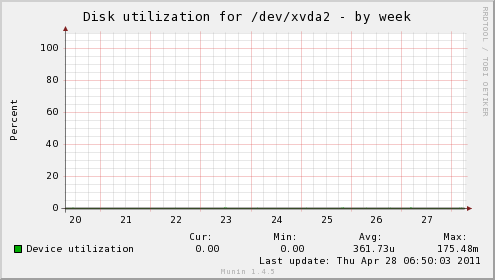 Disk utilization for /dev/xvda2 - by week
RRDTOOL / TOBI OETIKER
Percent
100
80
60
40
20
0
20 21 22 23 24 25 26 27
Cur: Min: Avg: Max:
Device utilization 0.00 0.00 361.73u 175.48m
Last update: Thu Apr 28 06:50:03 2011
Munin 1.4.5